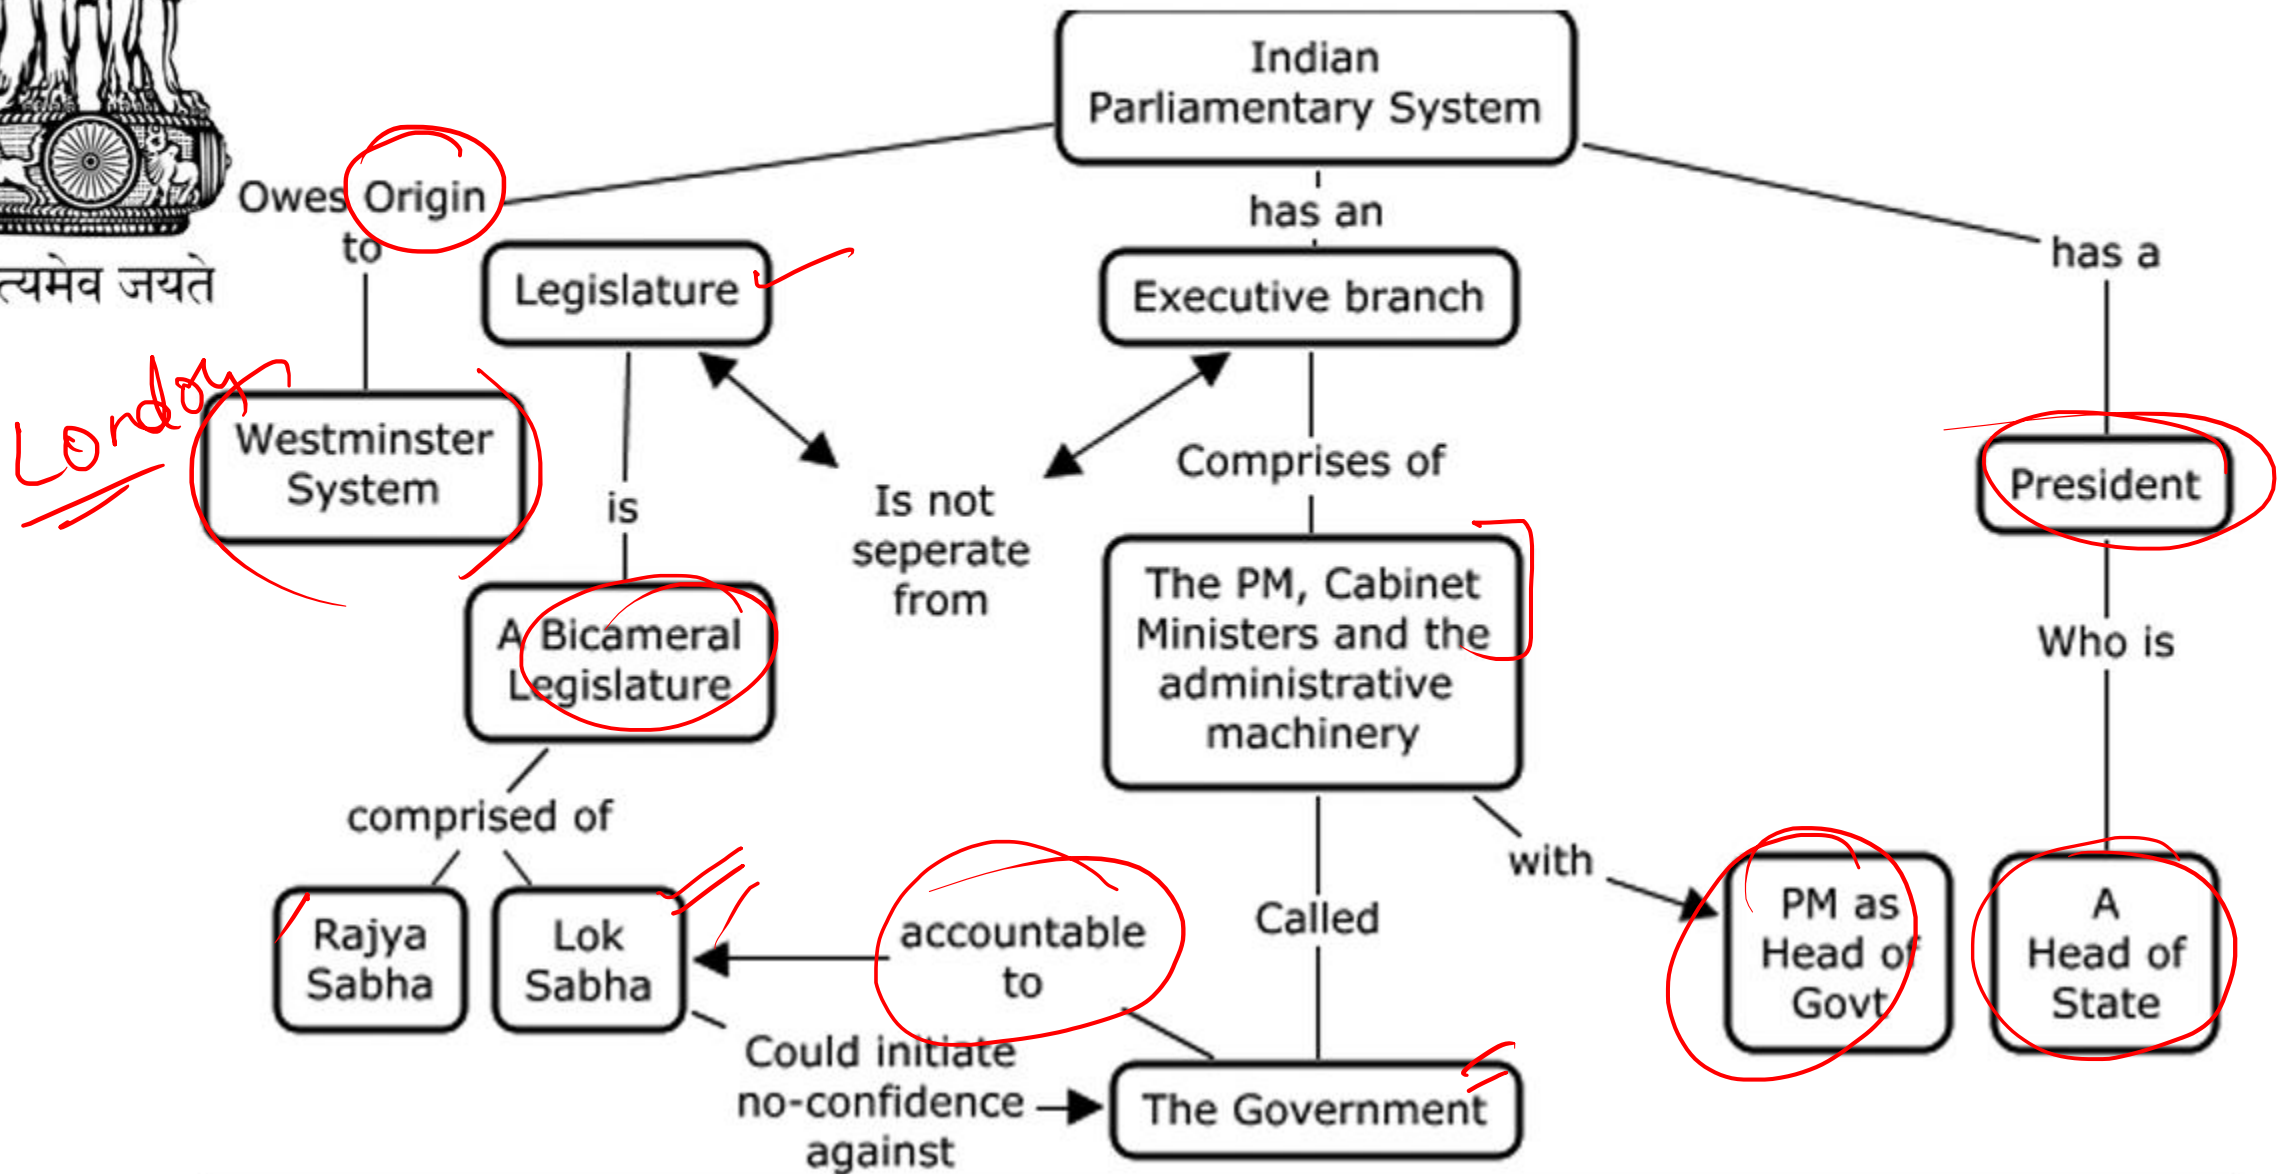 Indian
Parliamentary System
Owes Origin
to
has an
has a
Legislature
Executive branch
त्यमेव जयते
London
Westminster
System
Comprises of
President
is
Is not
seperate
from
The PM, Cabinet
Ministers and the
administrative
machinery
Who is
A Bicameral
Legislature
comprised of
with
Rajya
Sabha
Lok
Sabha
accountable
to
Called
PM as
Head of
Govt
A
Head of
State
Could initiate
no-confidence
against
The Government